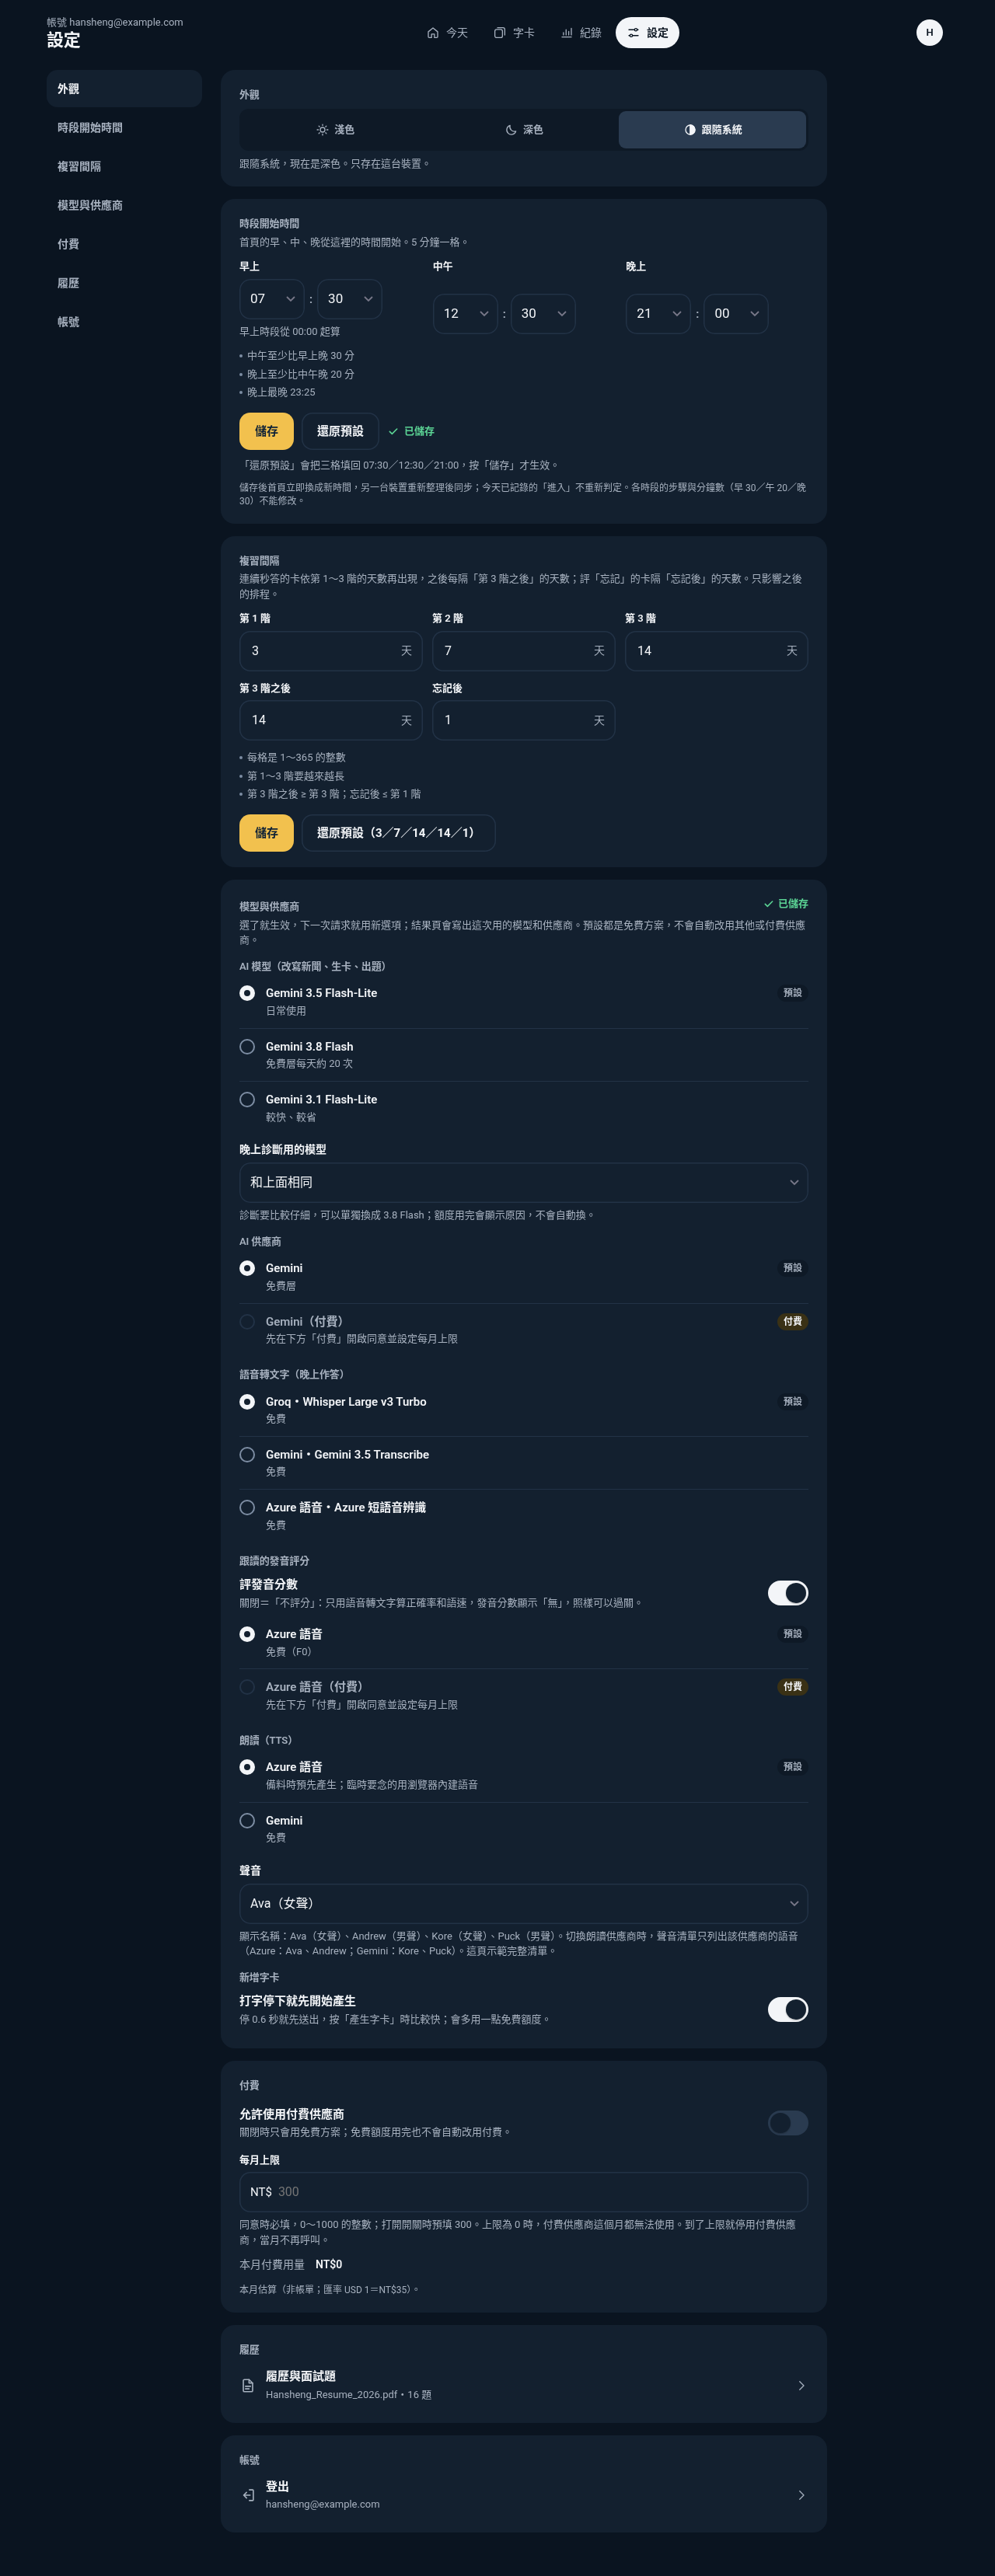 帳號 hansheng@example.com
設定
今天
字卡
紀錄
設定
H
外觀
時段開始時間
複習間隔
模型與供應商
付費
履歷
帳號
外觀
淺色
深色
跟隨系統
跟隨系統，現在是深色。只存在這台裝置。
時段開始時間
首頁的早、中、晚從這裡的時間開始。5 分鐘一格。
早上
中午
晚上
07 : 30
12 : 30
21 : 00
早上時段從 00:00 起算
• 中午至少比早上晚 30 分
• 晚上至少比中午晚 20 分
• 晚上最晚 23:25
儲存
還原預設
已儲存
「還原預設」會把三格填回 07:30／12:30／21:00，按「儲存」才生效。
儲存後首頁立即換成新時間，另一台裝置重新整理後同步；今天已記錄的「進入」不重新判定。各時段的步驟與分鐘數（早 30／午 20／晚
30）不能修改。
複習間隔
連續秒答的卡依第 1～3 階的天數再出現，之後每隔「第 3 階之後」的天數；評「忘記」的卡隔「忘記後」的天數。只影響之後
的排程。
第 1 階
第 2 階
第 3 階
3 天
7 天
14 天
第 3 階之後
忘記後
14 天
1 天
• 每格是 1～365 的整數
• 第 1～3 階要越來越長
• 第 3 階之後 ≥ 第 3 階；忘記後 ≤ 第 1 階
儲存
還原預設（3／7／14／14／1）
模型與供應商
已儲存
選了就生效，下一次請求就用新選項；結果頁會寫出這次用的模型和供應商。預設都是免費方案，不會自動改用其他或付費供應
商。
AI 模型（改寫新聞、生卡、出題）
Gemini 3.5 Flash-Lite
預設
日常使用
Gemini 3.8 Flash
免費層每天約 20 次
Gemini 3.1 Flash-Lite
較快、較省
晚上診斷用的模型
和上面相同
診斷要比較仔細，可以單獨換成 3.8 Flash；額度用完會顯示原因，不會自動換。
AI 供應商
Gemini
預設
免費層
Gemini（付費）
付費
先在下方「付費」開啟同意並設定每月上限
語音轉文字（晚上作答）
Groq・Whisper Large v3 Turbo
預設
免費
Gemini・Gemini 3.5 Transcribe
免費
Azure 語音・Azure 短語音辨識
免費
跟讀的發音評分
評發音分數
關閉＝「不評分」：只用語音轉文字算正確率和語速，發音分數顯示「無」，照樣可以過關。
Azure 語音
預設
免費（F0）
Azure 語音（付費）
付費
先在下方「付費」開啟同意並設定每月上限
朗讀（TTS）
Azure 語音
預設
備料時預先產生；臨時要念的用瀏覽器內建語音
Gemini
免費
聲音
Ava（女聲）
顯示名稱：Ava（女聲）、Andrew（男聲）、Kore（女聲）、Puck（男聲）。切換朗讀供應商時，聲音清單只列出該供應商的語音
（Azure：Ava、Andrew；Gemini：Kore、Puck）。這頁示範完整清單。
新增字卡
打字停下就先開始產生
停 0.6 秒就先送出，按「產生字卡」時比較快；會多用一點免費額度。
付費
允許使用付費供應商
關閉時只會用免費方案；免費額度用完也不會自動改用付費。
每月上限
NT$ 300
同意時必填，0～1000 的整數；打開開關時預填 300。上限為 0 時，付費供應商這個月都無法使用。到了上限就停用付費供應
商，當月不再呼叫。
本月付費用量 NT$0
本月估算（非帳單；匯率 USD 1＝NT$35）。
履歷
履歷與面試題
Hansheng_Resume_2026.pdf・16 題
帳號
登出
hansheng@example.com